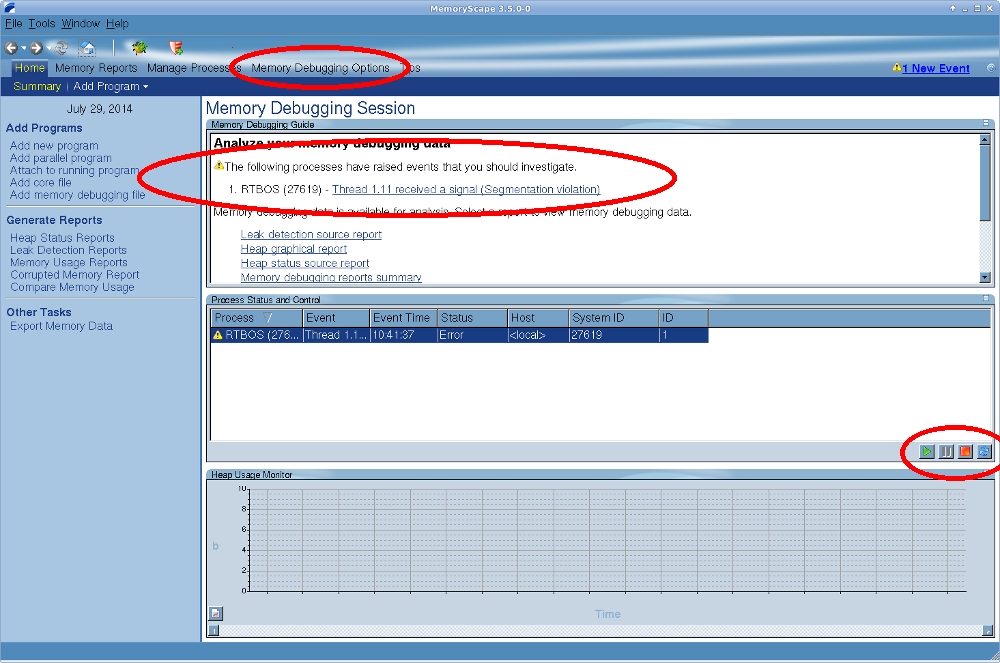 MemoryScape 3.5.0-0
File Tools Window Help
Home Memory Reports Manage Processes Memory Debugging Options
1 New Event
Summary | Add Program
July 29, 2014
Add Programs
Add new program
Add parallel program
Attach to running program
Add core file
Add memory debugging file
Generate Reports
Heap Status Reports
Leak Detection Reports
Memory Usage Reports
Corrupted Memory Report
Compare Memory Usage
Other Tasks
Export Memory Data
Memory Debugging Session
Memory Debugging Guide
Analyze your memory debugging data
The following processes have raised events that you should investigate.
1. RTBOS (27619) - Thread 1.11 received a signal (Segmentation violation)
Memory debugging data is available for analysis. Select a report to view memory debugging data.
Leak detection source report
Heap graphical report
Heap status source report
Memory debugging reports summary
Process Status and Control
Process Event Event Time Status Host System ID ID
RTBOS (276... Thread 1.1... 10:41:37 Error <local> 27619 1
Heap Usage Monitor
10
8
6
b
4
2
0
Time